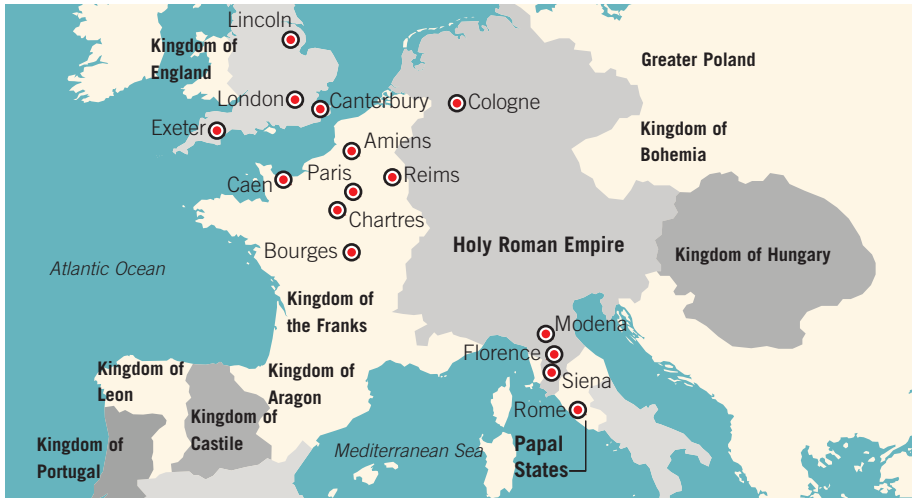 Lincoln
Kingdom of
England
Greater Poland
London
Canterbury
Cologne
Exeter
Kingdom of
Bohemia
Amiens
Paris
Reims
Caen
Chartres
Holy Roman Empire
Bourges
Kingdom of Hungary
Atlantic Ocean
Kingdom of
the Franks
Modena
Florence
Siena
Kingdom of
Leon
Kingdom of
Aragon
Kingdom of
Castile
Rome
Kingdom of
Portugal
Mediterranean Sea
Papal
States